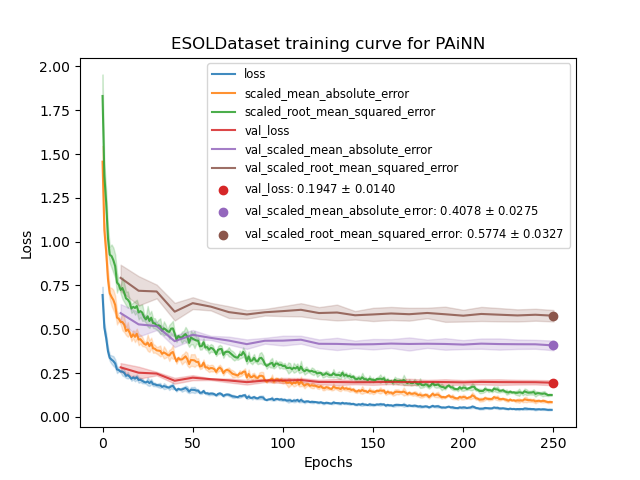 ESOLDataset training curve for PAiNN
2.00
1.75
1.50
1.25
1.00
0.75
0.50
0.25
0.00
Loss
loss
scaled_mean_absolute_error
scaled_root_mean_squared_error
val_loss
val_scaled_mean_absolute_error
val_scaled_root_mean_squared_error
val_loss: 0.1947 ± 0.0140
val_scaled_mean_absolute_error: 0.4078 ± 0.0275
val_scaled_root_mean_squared_error: 0.5774 ± 0.0327
0 50 100 150 200 250
Epochs